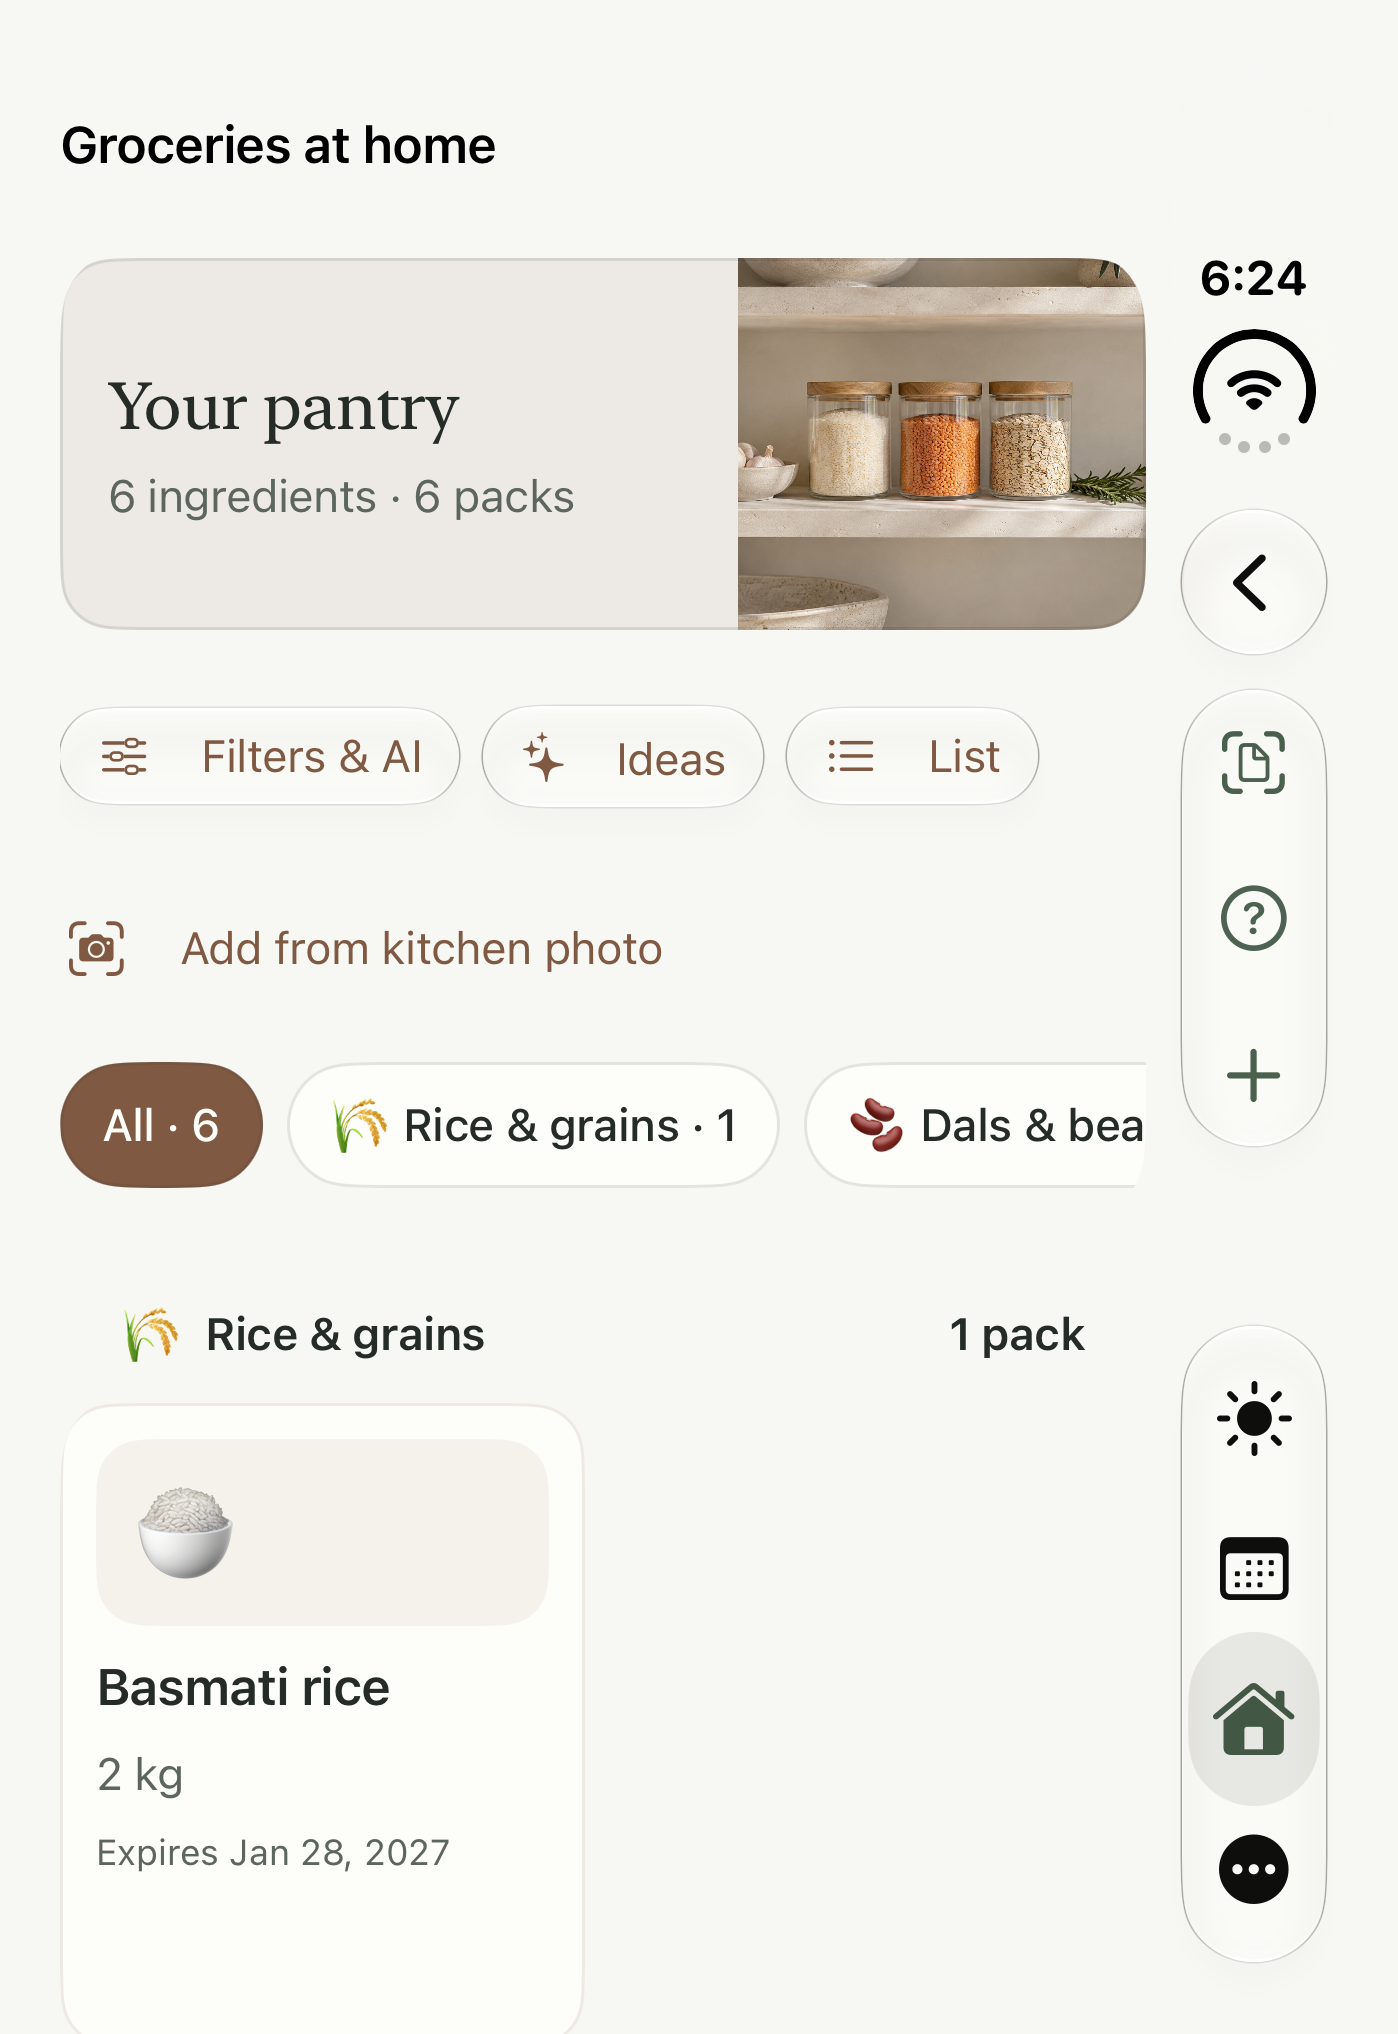 Groceries at home
6:24
Your pantry
6 ingredients · 6 packs
Filters & AI
Ideas
List
Add from kitchen photo
All · 6
Rice & grains · 1
Dals & bea
Rice & grains
1 pack
Basmati rice
2 kg
Expires Jan 28, 2027